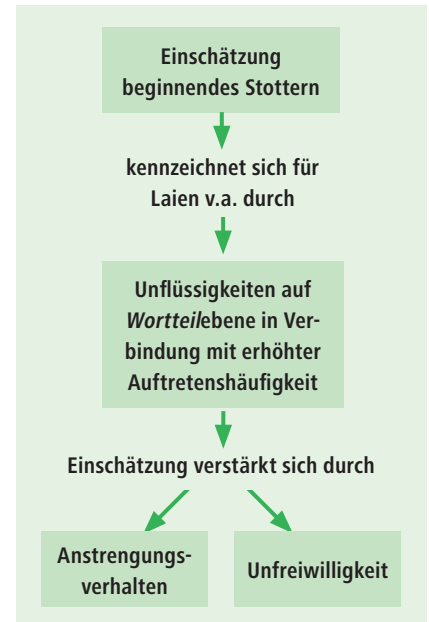 Einschätzung
beginnendes Stottern
kennzeichnet sich für
Laien v.a. durch
Unflüssigkeiten auf
Wortteilebene in Ver-
bindung mit erhöhter
Auftretenshäufigkeit
Einschätzung verstärkt sich durch
Anstrengungs-
verhalten
Unfreiwilligkeit